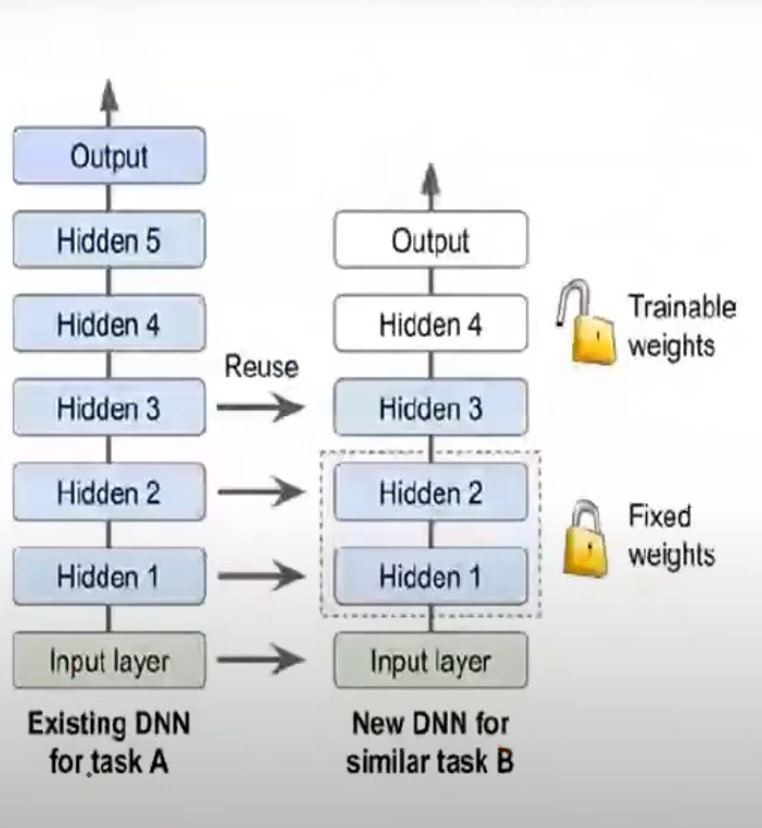 Output
Hidden 5
Hidden 4
Hidden 3
Hidden 2
Hidden 1
Input layer
Existing DNN
for task A
Reuse
Output
Hidden 4
Hidden 3
Hidden 2
Hidden 1
Input layer
New DNN for
similar task B
Trainable
weights
Fixed
weights